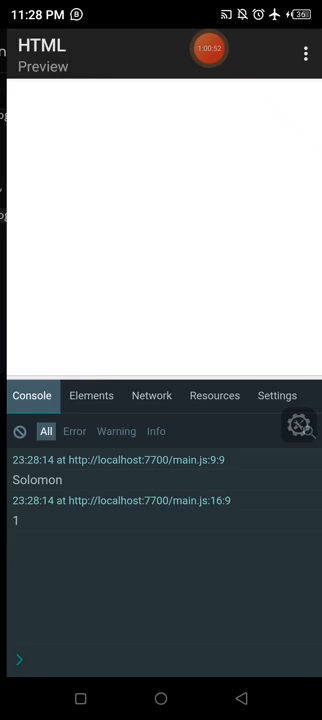 11:28 PM
36
HTML
1:00:52
Preview
Console Elements Network Resources Settings
All Error Warning Info
23:28:14 at http://localhost:7700/main.js:9:9
Solomon
23:28:14 at http://localhost:7700/main.js:16:9
1